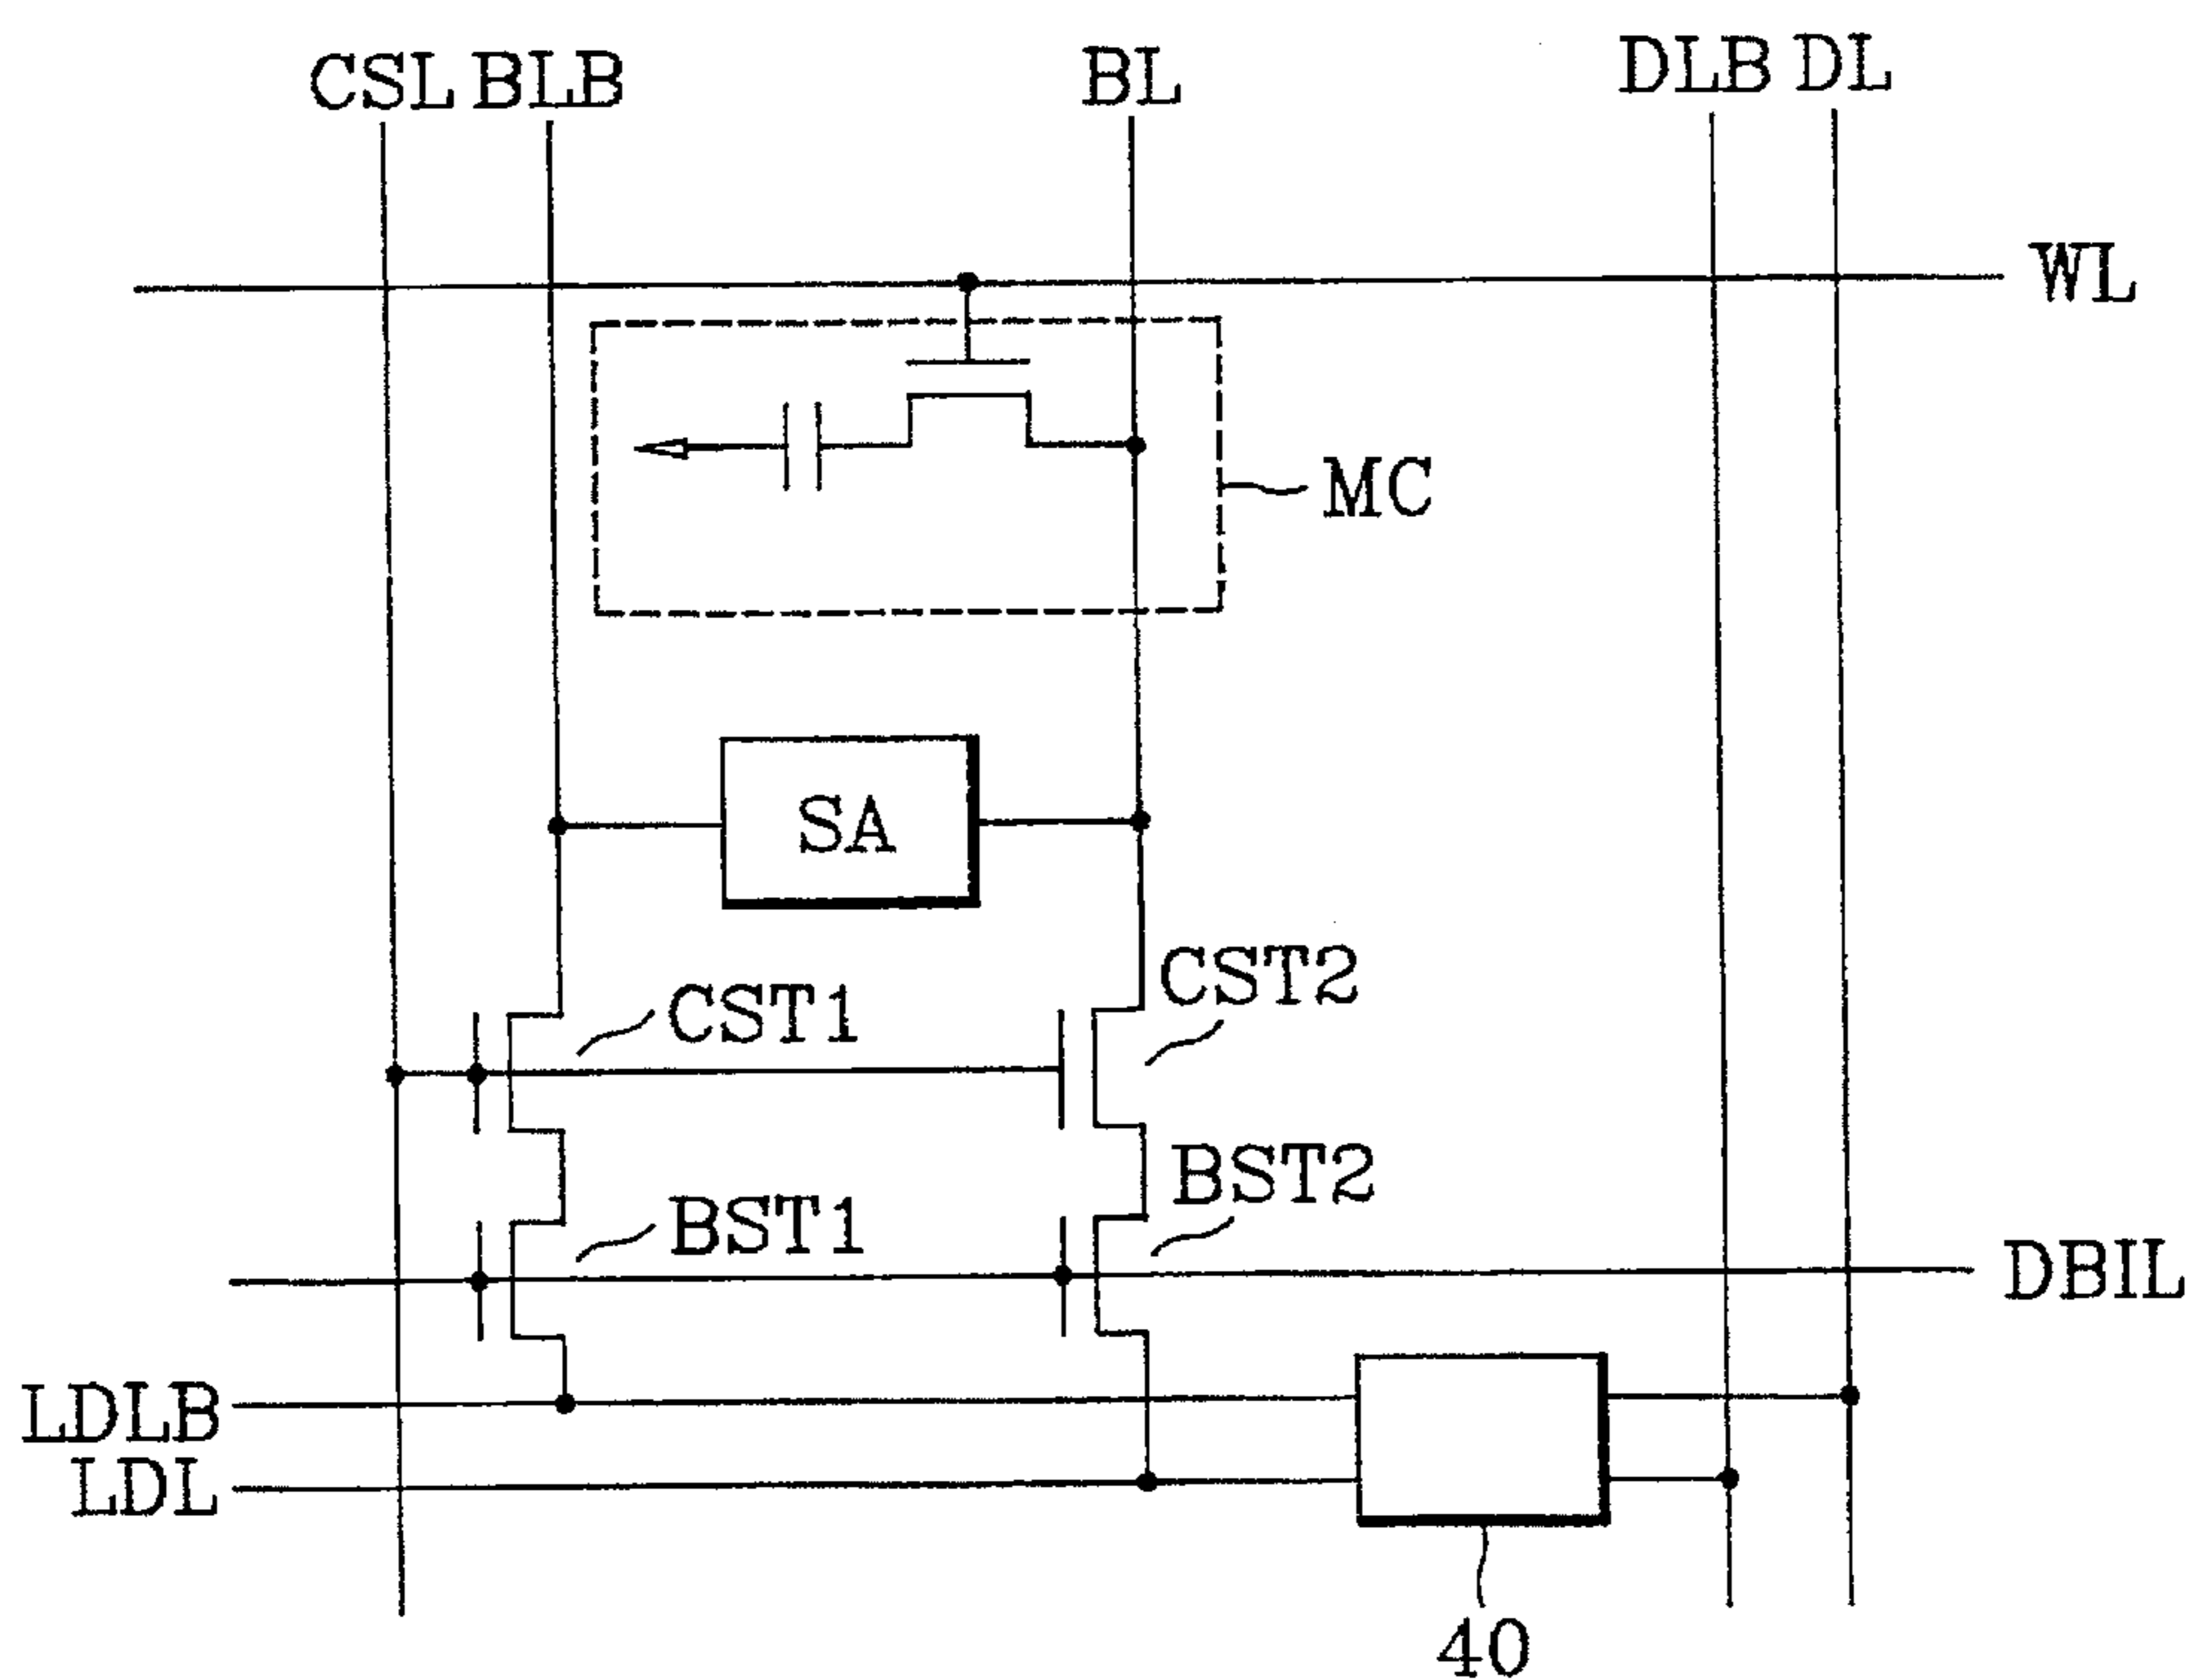 CSL BLB BL DLB DL
WL
MC
SA
CST1 CST2
BST1 BST2
DBIL
LDLB
LDL
40